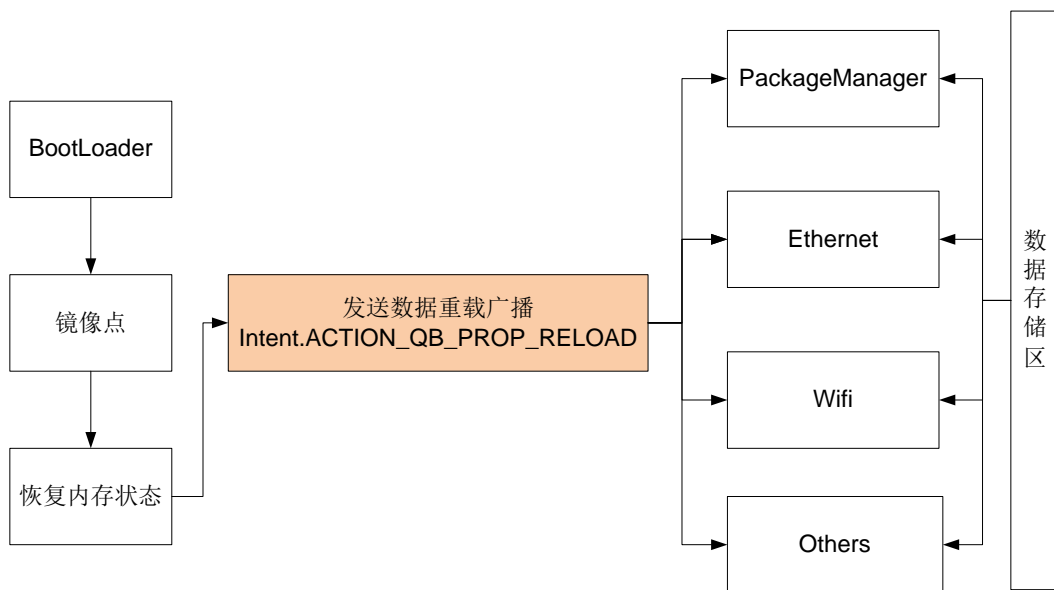 BootLoader
镜像点
恢复内存状态
发送数据重载广播
Intent.ACTION_QB_PROP_RELOAD
PackageManager
Ethernet
Wifi
Others
数
据
存
储
区